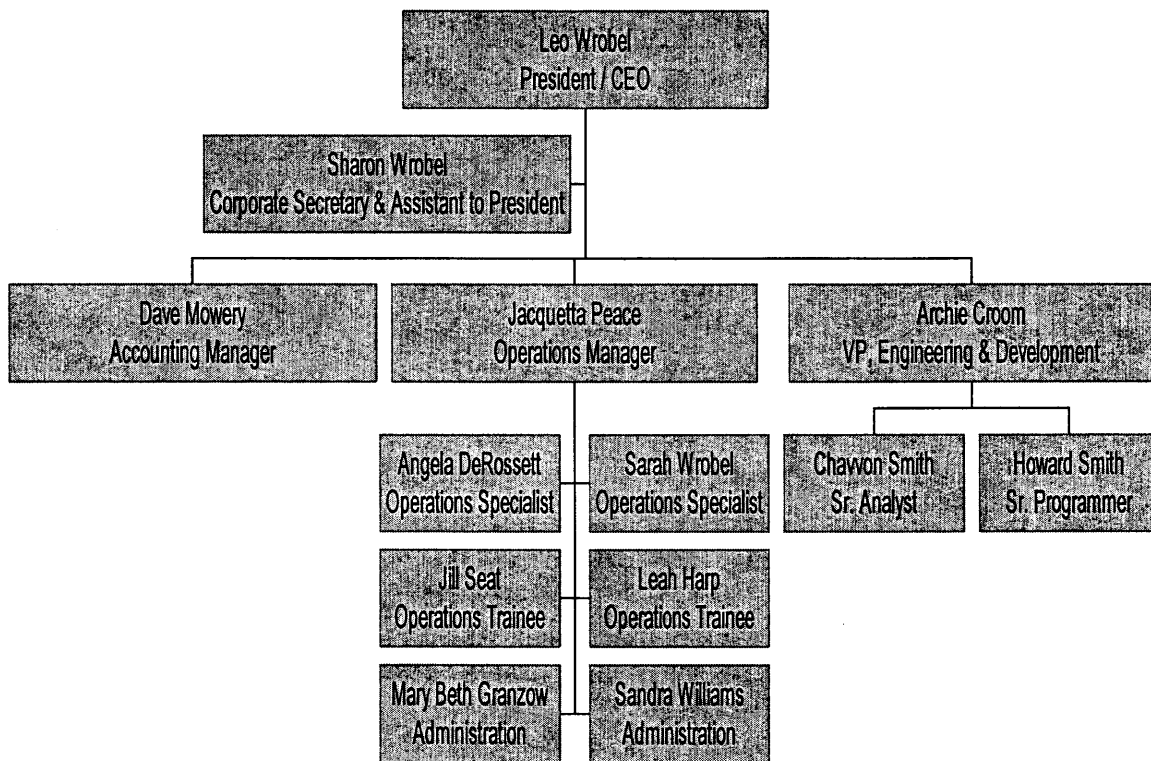 Leo Wrobel
President / CEO
Sharon Wrobel
Corporate Secretary & Assistant to President
Dave Mowery
Accounting Manager
Jacquetta Peace
Operations Manager
Archie Croom
VP, Engineering & Development
Angela DeRossett
Operations Specialist
Sarah Wrobel
Operations Specialist
Chavvon Smith
Sr. Analyst
Howard Smith
Sr. Programmer
Jill Seat
Operations Trainee
Leah Harp
Operations Trainee
Mary Beth Granzow
Administration
Sandra Williams
Administration